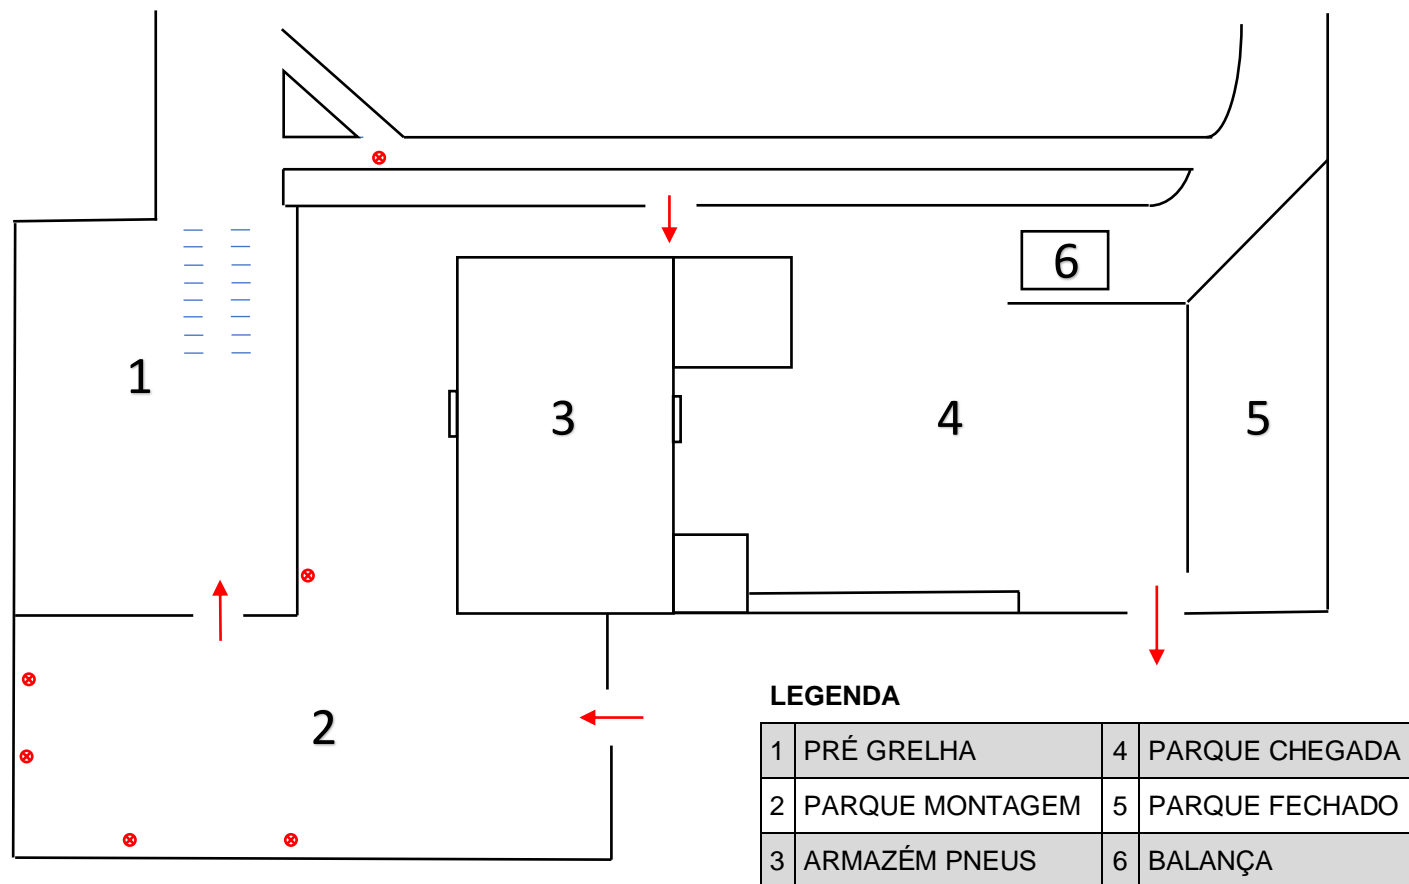 6
1
3
4
5
2
LEGENDA
1 PRÉ GRELHA 4 PARQUE CHEGADA
2 PARQUE MONTAGEM 5 PARQUE FECHADO
3 ARMAZÉM PNEUS 6 BALANÇA